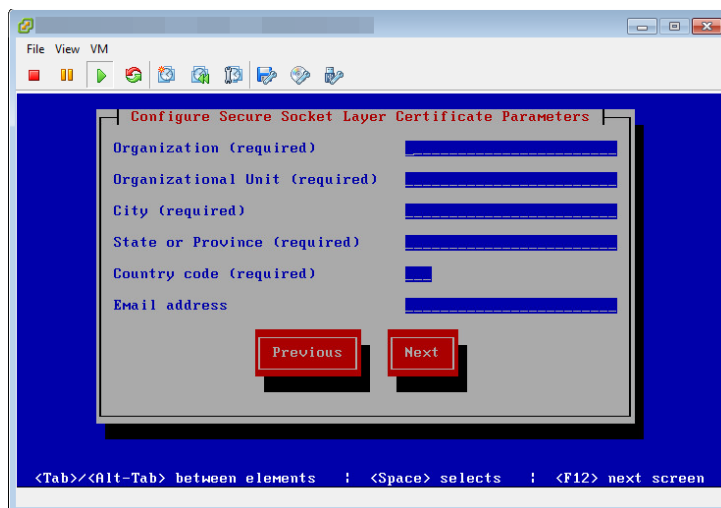 File View VM
Configure Secure Socket Layer Certificate Parameters
Organization (required)
Organizational Unit (required)
City (required)
State or Province (required)
Country code (required)
Email address
Previous Next
<Tab>/<Alt-Tab> between elements ¦ <Space> selects ¦ <F12> next screen